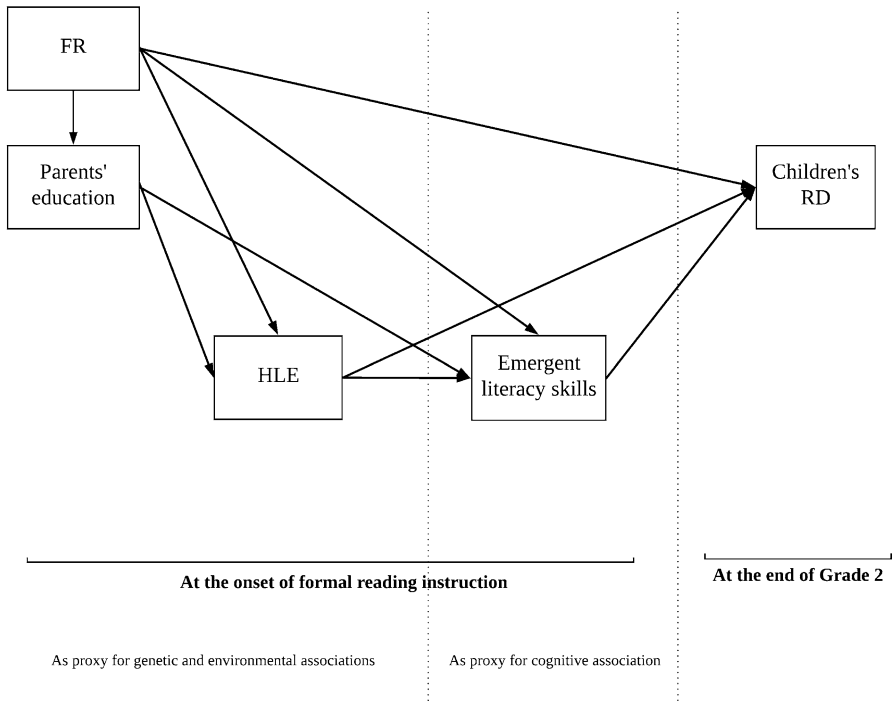 FR
Parents'
education
Children's
RD
HLE
Emergent
literacy skills
At the onset of formal reading instruction
At the end of Grade 2
As proxy for genetic and environmental associations
As proxy for cognitive association